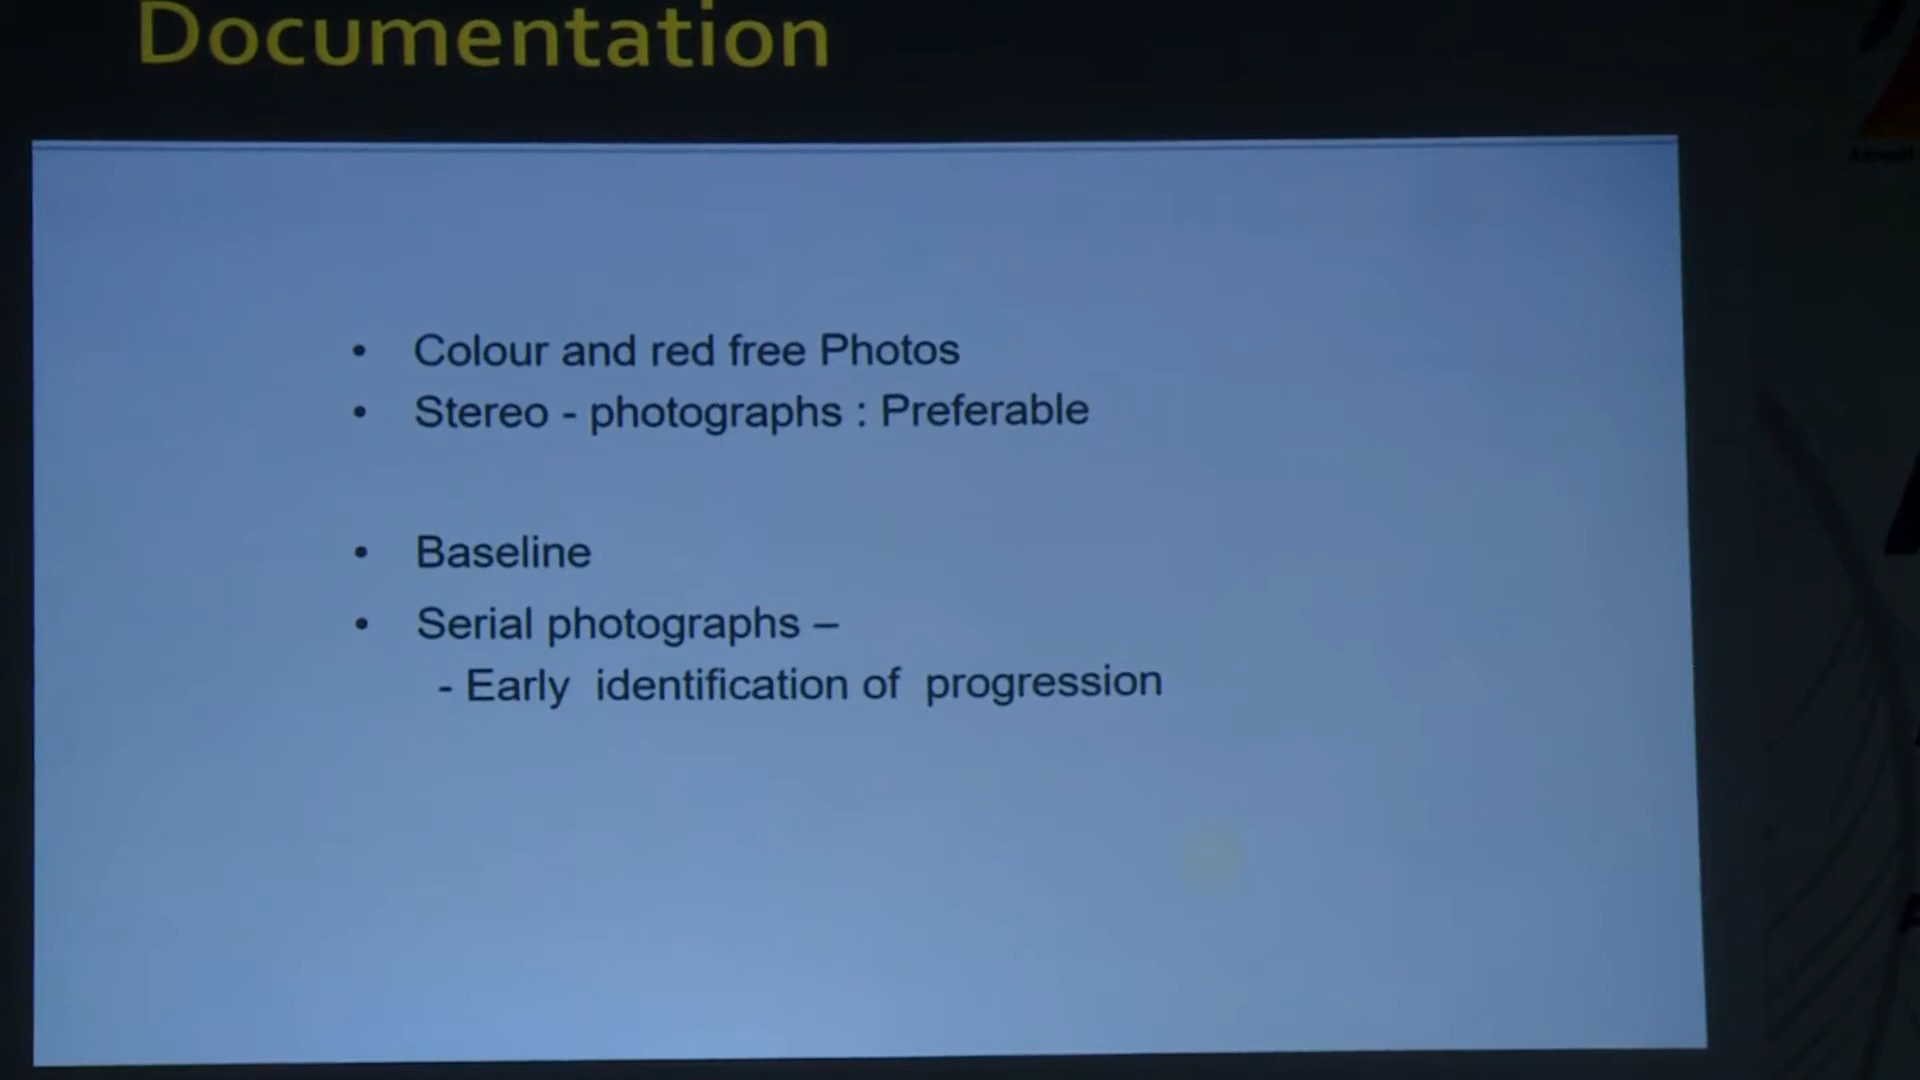 Documentation
• Colour and red free Photos
• Stereo - photographs : Preferable
• Baseline
• Serial photographs –
- Early identification of progression